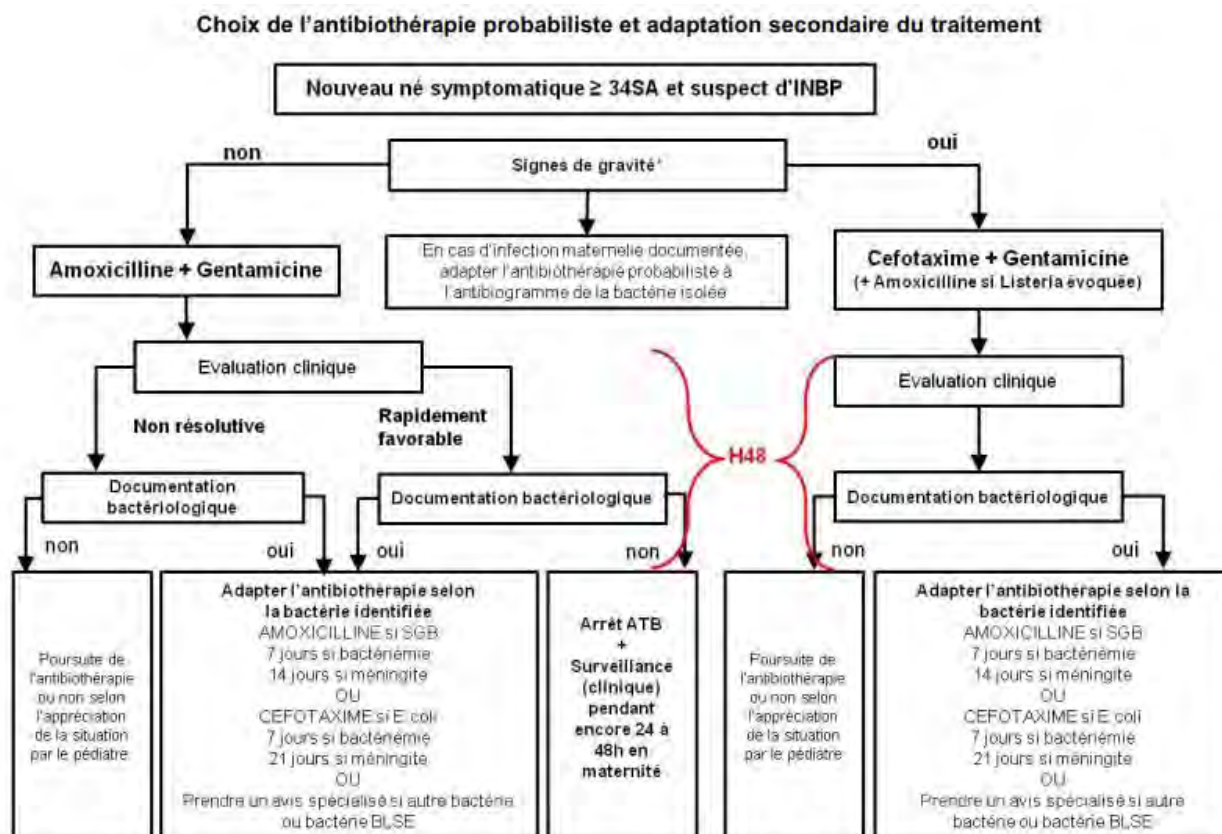 Choix de l'antibiothérapie probabiliste et adaptation secondaire du traitement
Nouveau né symptomatique ≥ 34SA et suspect d'INBP
non
Signes de gravité*
oui
En cas d'infection maternelle documentée,
adapter l'antibiothérapie probabiliste à
l'antibiogramme de la bactérie isolée
Amoxicilline + Gentamicine
Cefotaxime + Gentamicine
(+ Amoxicilline si Listeria évoquée)
Evaluation clinique
Evaluation clinique
Non résolutive
Rapidement
favorable
H48
Documentation
bactériologique
Documentation bactériologique
Documentation bactériologique
non
oui
oui
non
non
oui
Poursuite de
l'antibiothérapie
ou non selon
l'appréciation
de la situation
par le pédiatre
Adapter l'antibiothérapie selon
la bactérie identifiée
AMOXICILLINE si SGB
7 jours si bactériémie
14 jours si méningite
OU
CEFOTAXIME si E coli
7 jours si bactériémie
21 jours si méningite
OU
Prendre un avis spécialisé si autre bactérie
ou bactérie BLSE
Arrêt ATB
+
Surveillance
(clinique)
pendant
encore 24 à
48h en
maternité
Poursuite de
l'antibiothérapie
ou non selon
l'appréciation
de la situation
par le pédiatre
Adapter l'antibiothérapie selon la
bactérie identifiée
AMOXICILLINE si SGB
7 jours si bactériémie
14 jours si méningite
OU
CEFOTAXIME si E coli
7 jours si bactériémie
21 jours si méningite
OU
Prendre un avis spécialisé si autre
bactérie ou bactérie BLSE